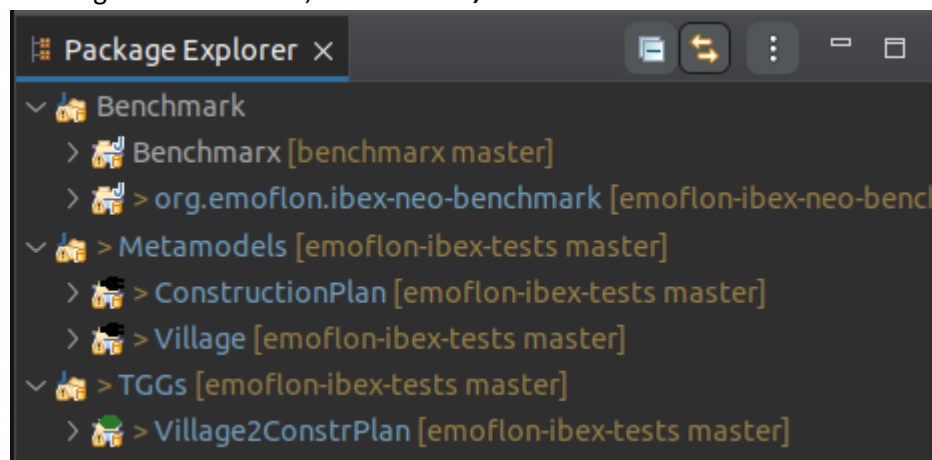 Package Explorer
Benchmark
Benchmarx [benchmarx master]
> org.emoflon.ibex-neo-benchmark [emoflon-ibex-neo-bencl
> Metamodels [emoflon-ibex-tests master]
> ConstructionPlan [emoflon-ibex-tests master]
> Village [emoflon-ibex-tests master]
> TGGs [emoflon-ibex-tests master]
> Village2ConstrPlan [emoflon-ibex-tests master]